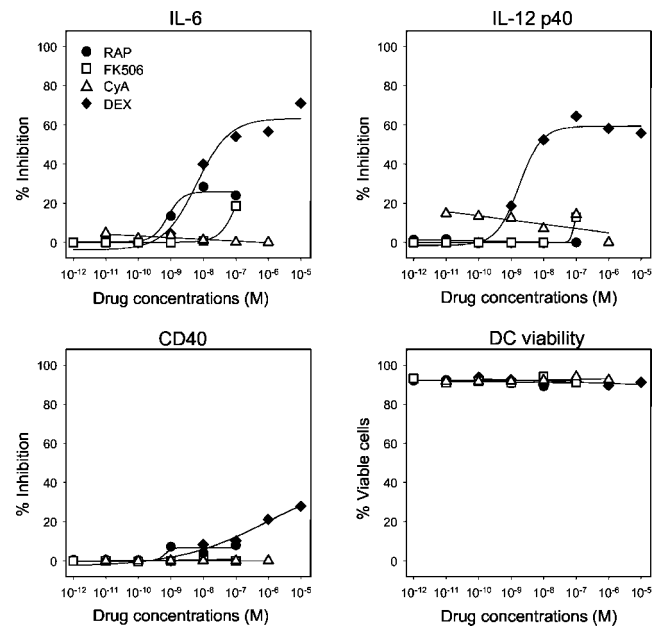 IL-6
% Inhibition
100
80
60
40
20
0
RAP
FK506
CyA
DEX
10-12 10-11 10-10 10-9 10-8 10-7 10-6 10-5
Drug concentrations (M)
IL-12 p40
% Inhibition
100
80
60
40
20
0
10-12 10-11 10-10 10-9 10-8 10-7 10-6 10-5
Drug concentrations (M)
CD40
% Inhibition
100
80
60
40
20
0
10-12 10-11 10-10 10-9 10-8 10-7 10-6 10-5
Drug concentrations (M)
DC viability
% Viable cells
100
80
60
40
20
0
10-12 10-11 10-10 10-9 10-8 10-7 10-6 10-5
Drug concentrations (M)